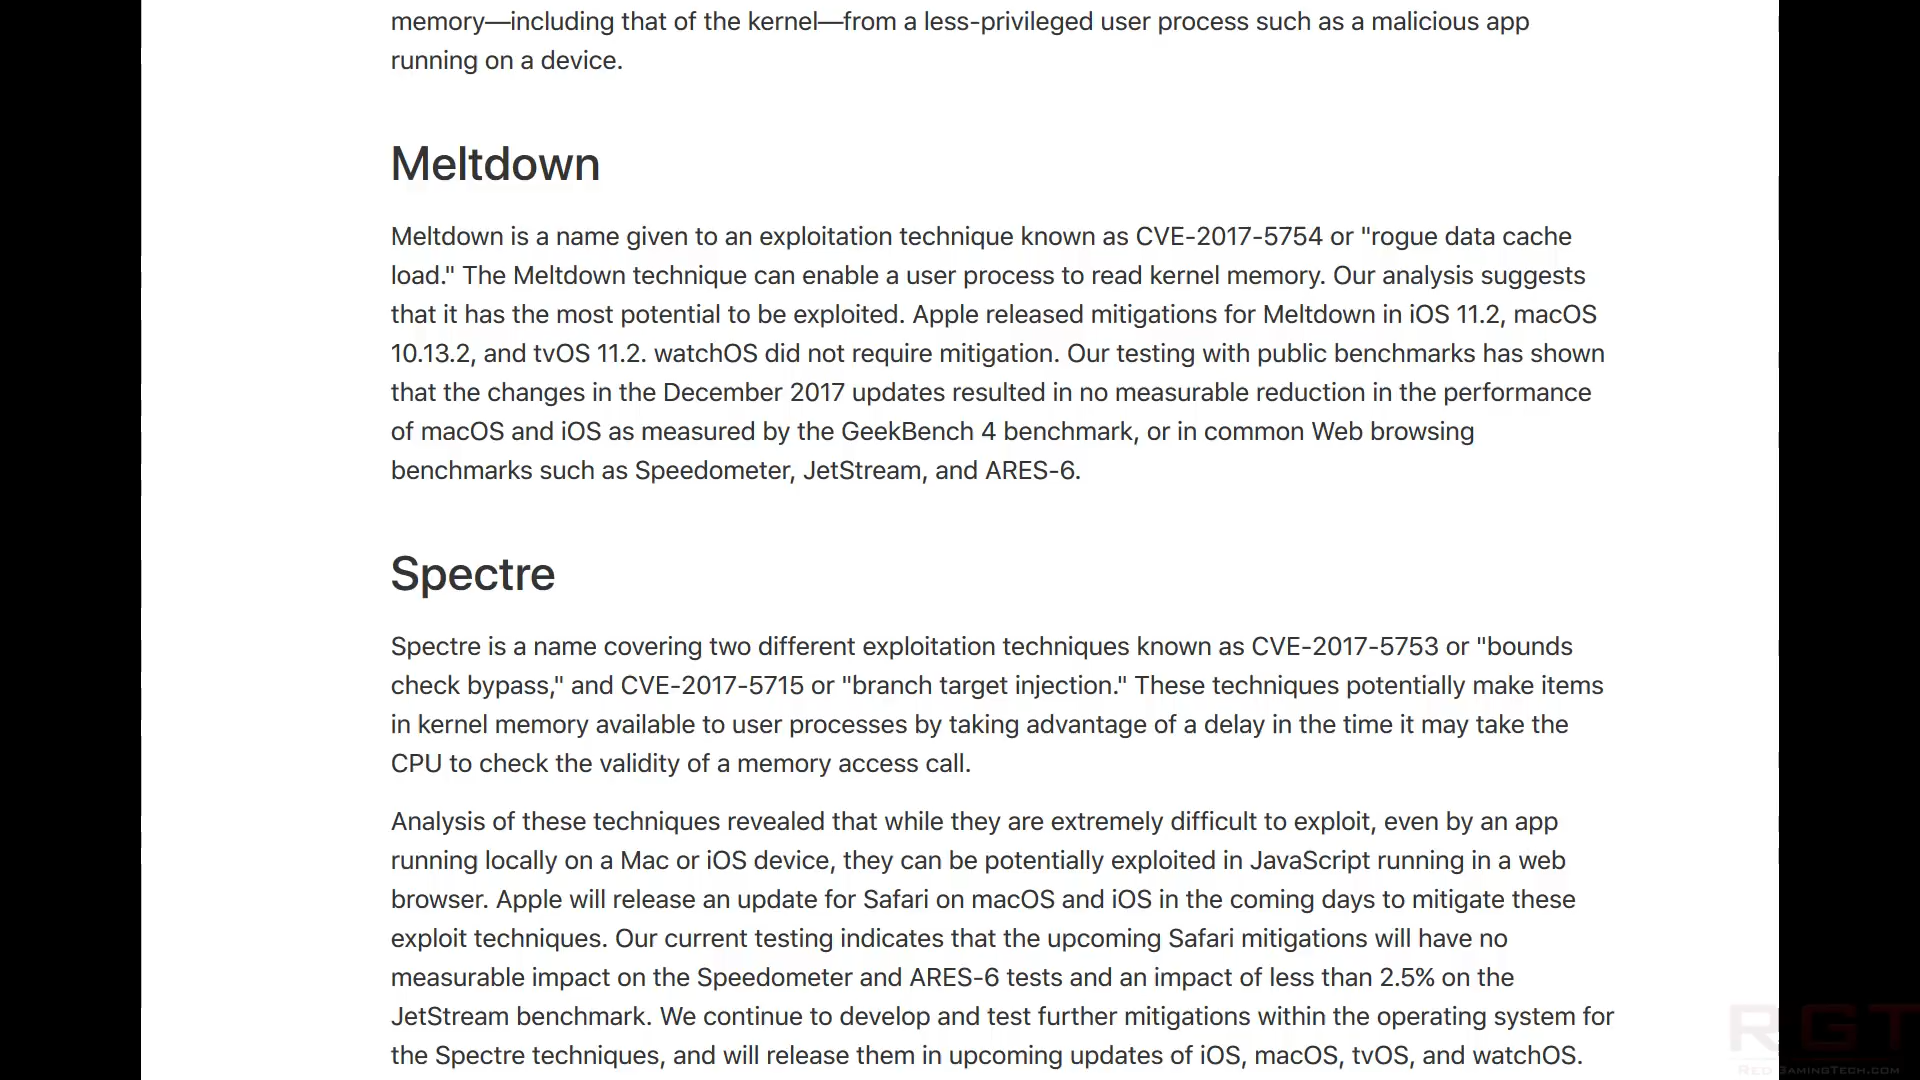 memory—including that of the kernel—from a less-privileged user process such as a malicious app
running on a device.
Meltdown
Meltdown is a name given to an exploitation technique known as CVE-2017-5754 or "rogue data cache
load." The Meltdown technique can enable a user process to read kernel memory. Our analysis suggests
that it has the most potential to be exploited. Apple released mitigations for Meltdown in iOS 11.2, macOS
10.13.2, and tvOS 11.2. watchOS did not require mitigation. Our testing with public benchmarks has shown
that the changes in the December 2017 updates resulted in no measurable reduction in the performance
of macOS and iOS as measured by the GeekBench 4 benchmark, or in common Web browsing
benchmarks such as Speedometer, JetStream, and ARES-6.
Spectre
Spectre is a name covering two different exploitation techniques known as CVE-2017-5753 or "bounds
check bypass," and CVE-2017-5715 or "branch target injection." These techniques potentially make items
in kernel memory available to user processes by taking advantage of a delay in the time it may take the
CPU to check the validity of a memory access call.
Analysis of these techniques revealed that while they are extremely difficult to exploit, even by an app
running locally on a Mac or iOS device, they can be potentially exploited in JavaScript running in a web
browser. Apple will release an update for Safari on macOS and iOS in the coming days to mitigate these
exploit techniques. Our current testing indicates that the upcoming Safari mitigations will have no
measurable impact on the Speedometer and ARES-6 tests and an impact of less than 2.5% on the
JetStream benchmark. We continue to develop and test further mitigations within the operating system for
the Spectre techniques, and will release them in upcoming updates of iOS, macOS, tvOS, and watchOS.
RGT
RED GAMINGTECH.COM